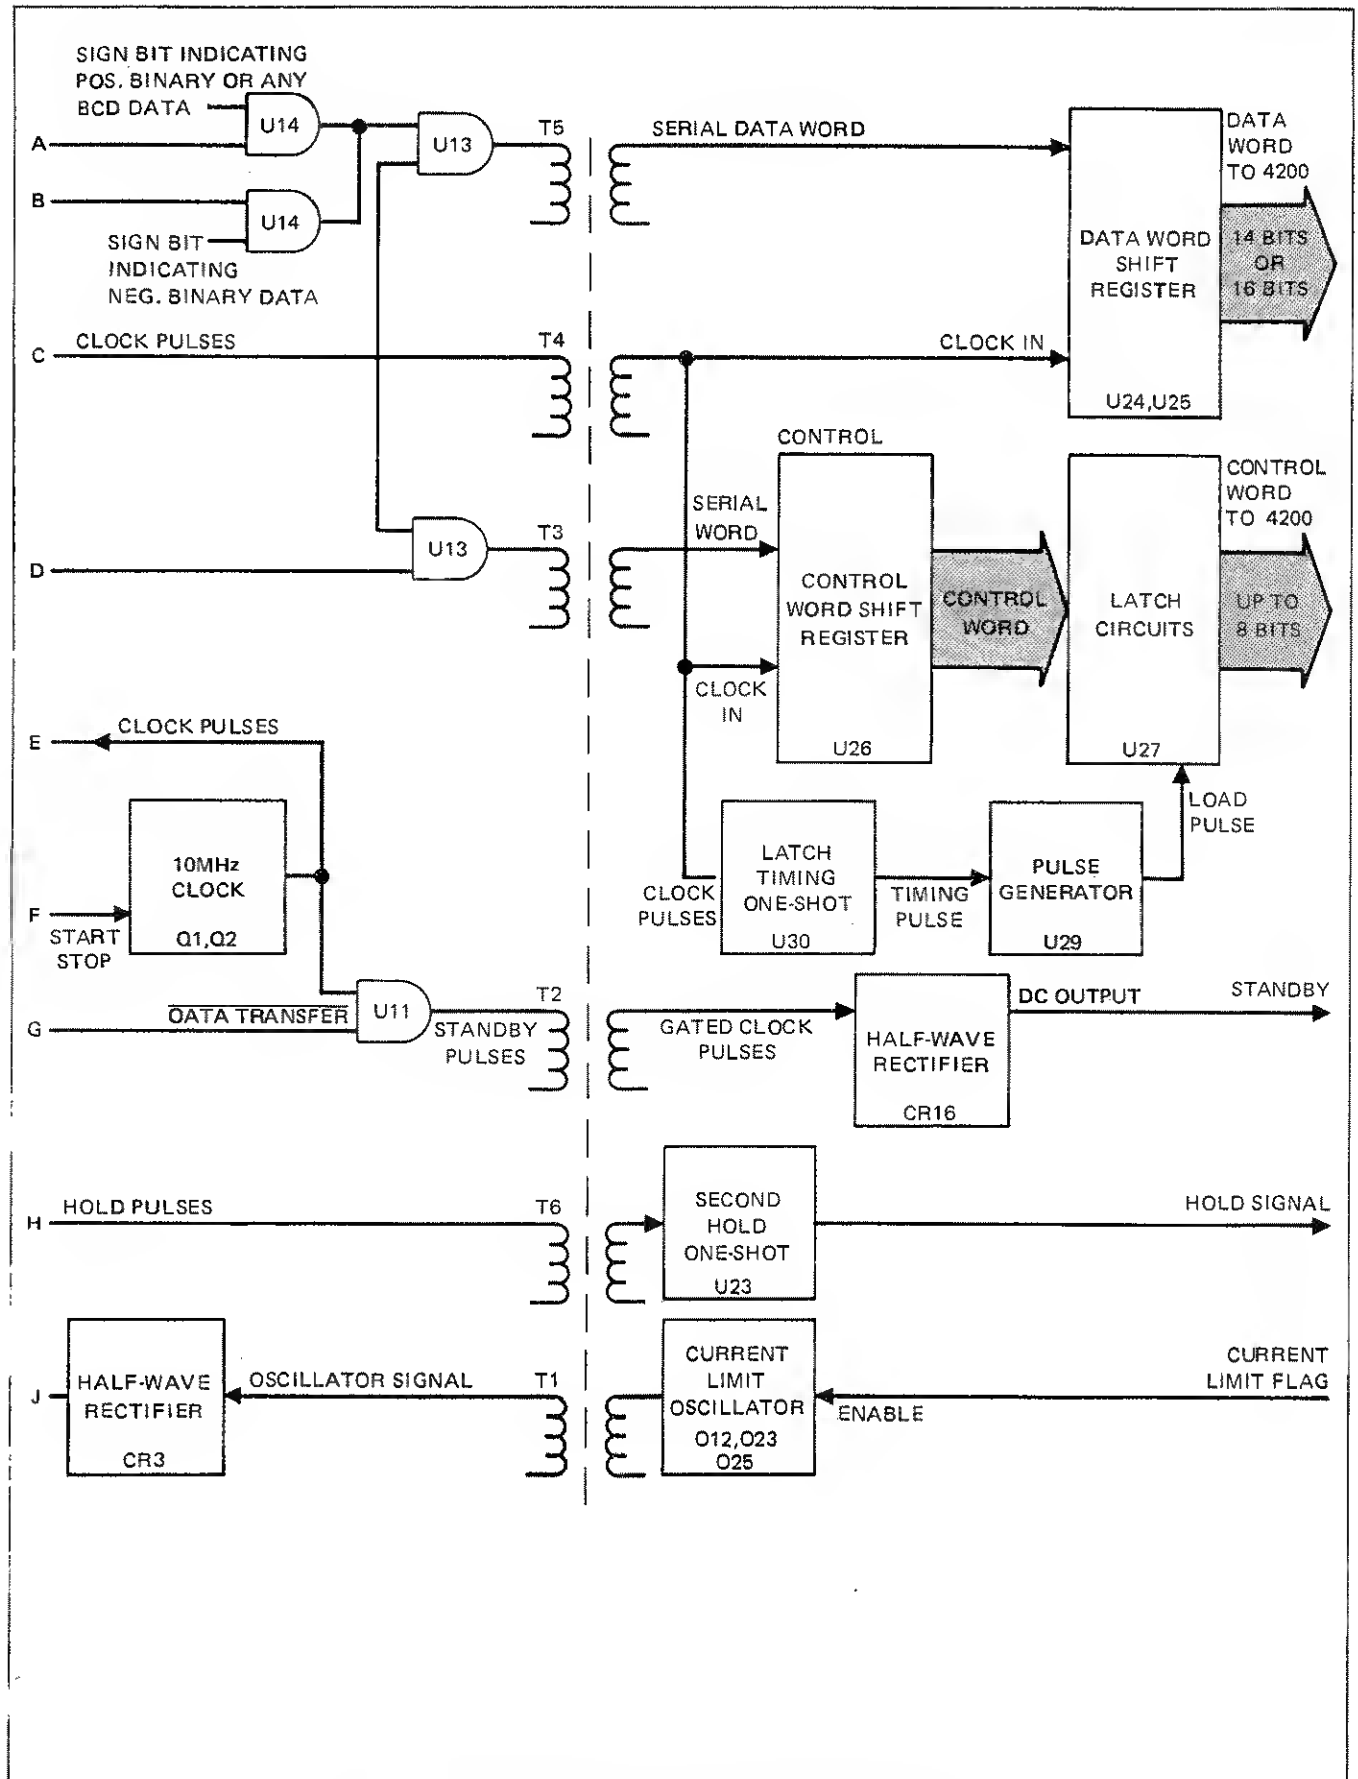 SIGN BIT INDICATING
POS. BINARY OR ANY
BCD DATA
U14
A
U13
T5
SERIAL DATA WORD
DATA
WORD
TO 4200
B
U14
SIGN BIT
INDICATING
NEG. BINARY DATA
DATA WORD
SHIFT
REGISTER
14 BITS
OR
16 BITS
C
CLOCK PULSES
T4
CLOCK IN
U24,U25
CONTROL
SERIAL
WORD
CONTROL
WORD
TO 4200
D
U13
T3
CONTROL
WORD SHIFT
REGISTER
CONTROL
WORD
LATCH
CIRCUITS
UP TO
8 BITS
CLOCK
IN
U26
U27
E
CLOCK PULSES
LOAD
PULSE
10MHz
CLOCK
Q1,Q2
F
START
STOP
CLOCK
PULSES
LATCH
TIMING
ONE-SHOT
U30
TIMING
PULSE
PULSE
GENERATOR
U29
G
OATA TRANSFER
U11
STANDBY
PULSES
T2
GATED CLOCK
PULSES
HALF-WAVE
RECTIFIER
CR16
DC OUTPUT
STANDBY
H
HOLD PULSES
T6
SECOND
HOLD
ONE-SHOT
U23
HOLD SIGNAL
J
HALF-WAVE
RECTIFIER
CR3
OSCILLATOR SIGNAL
T1
CURRENT
LIMIT
OSCILLATOR
O12,O23
O25
ENABLE
CURRENT
LIMIT FLAG